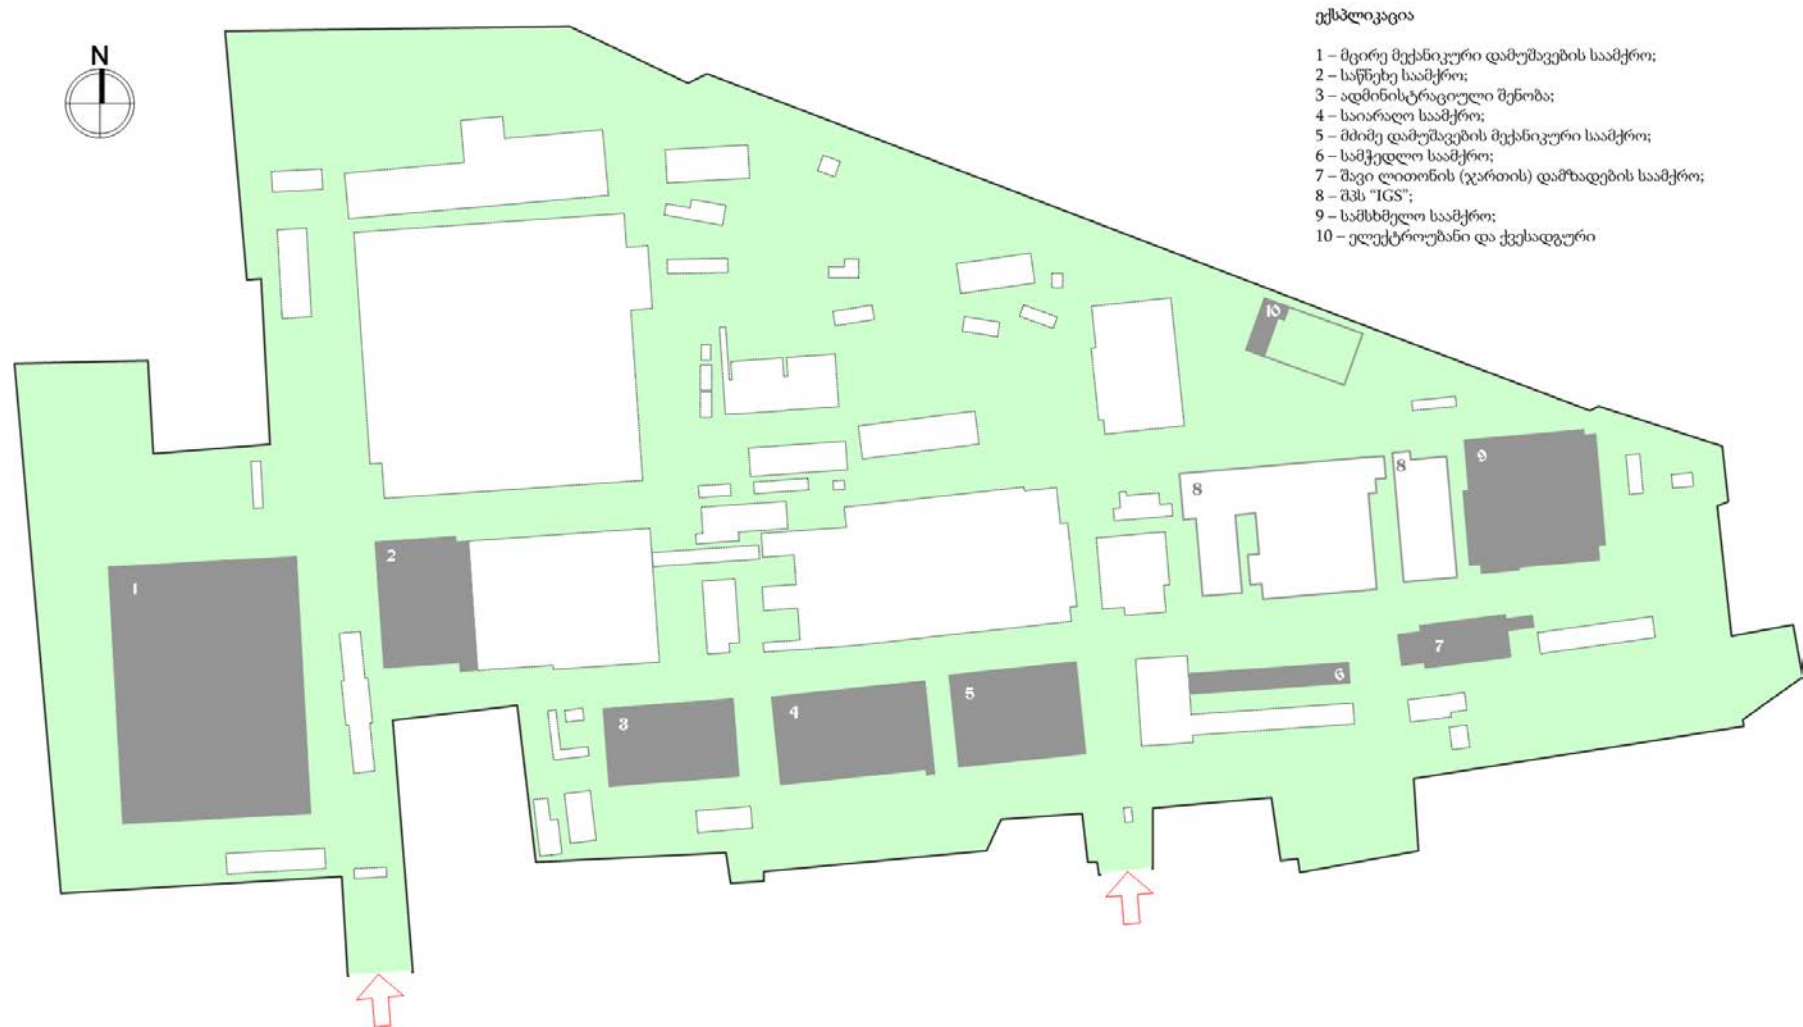 ექსპლიკაცია
N
1 – მცირე მექანიკური დამუშავების საამქრო;
2 – საწნეხე საამქრო;
3 – ადმინისტრაციული შენობა;
4 – საიარაღო საამქრო;
5 – მძიმე დამუშავების მექანიკური საამქრო;
6 – სამჭედლო საამქრო;
7 – შავი ლითონის (ჯართის) დამზადების საამქრო;
8 – შპს “IGS”;
9 – სამსხმელო საამქრო;
10 – ელექტროუბანი და ქვესადგური
10
9
8
8
2
1
7
6
5
4
3